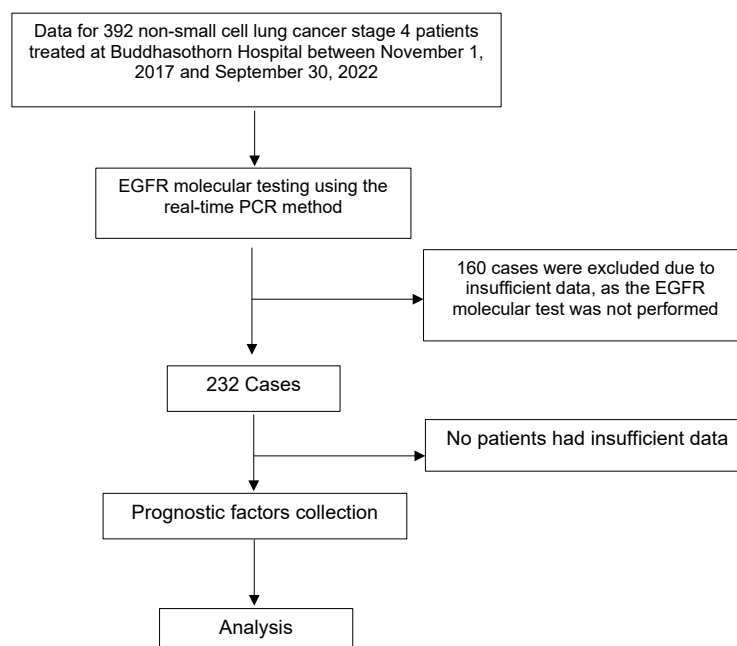 Data for 392 non-small cell lung cancer stage 4 patients
treated at Buddhasothorn Hospital between November 1,
2017 and September 30, 2022
EGFR molecular testing using the
real-time PCR method
160 cases were excluded due to
insufficient data, as the EGFR
molecular test was not performed
232 Cases
No patients had insufficient data
Prognostic factors collection
Analysis